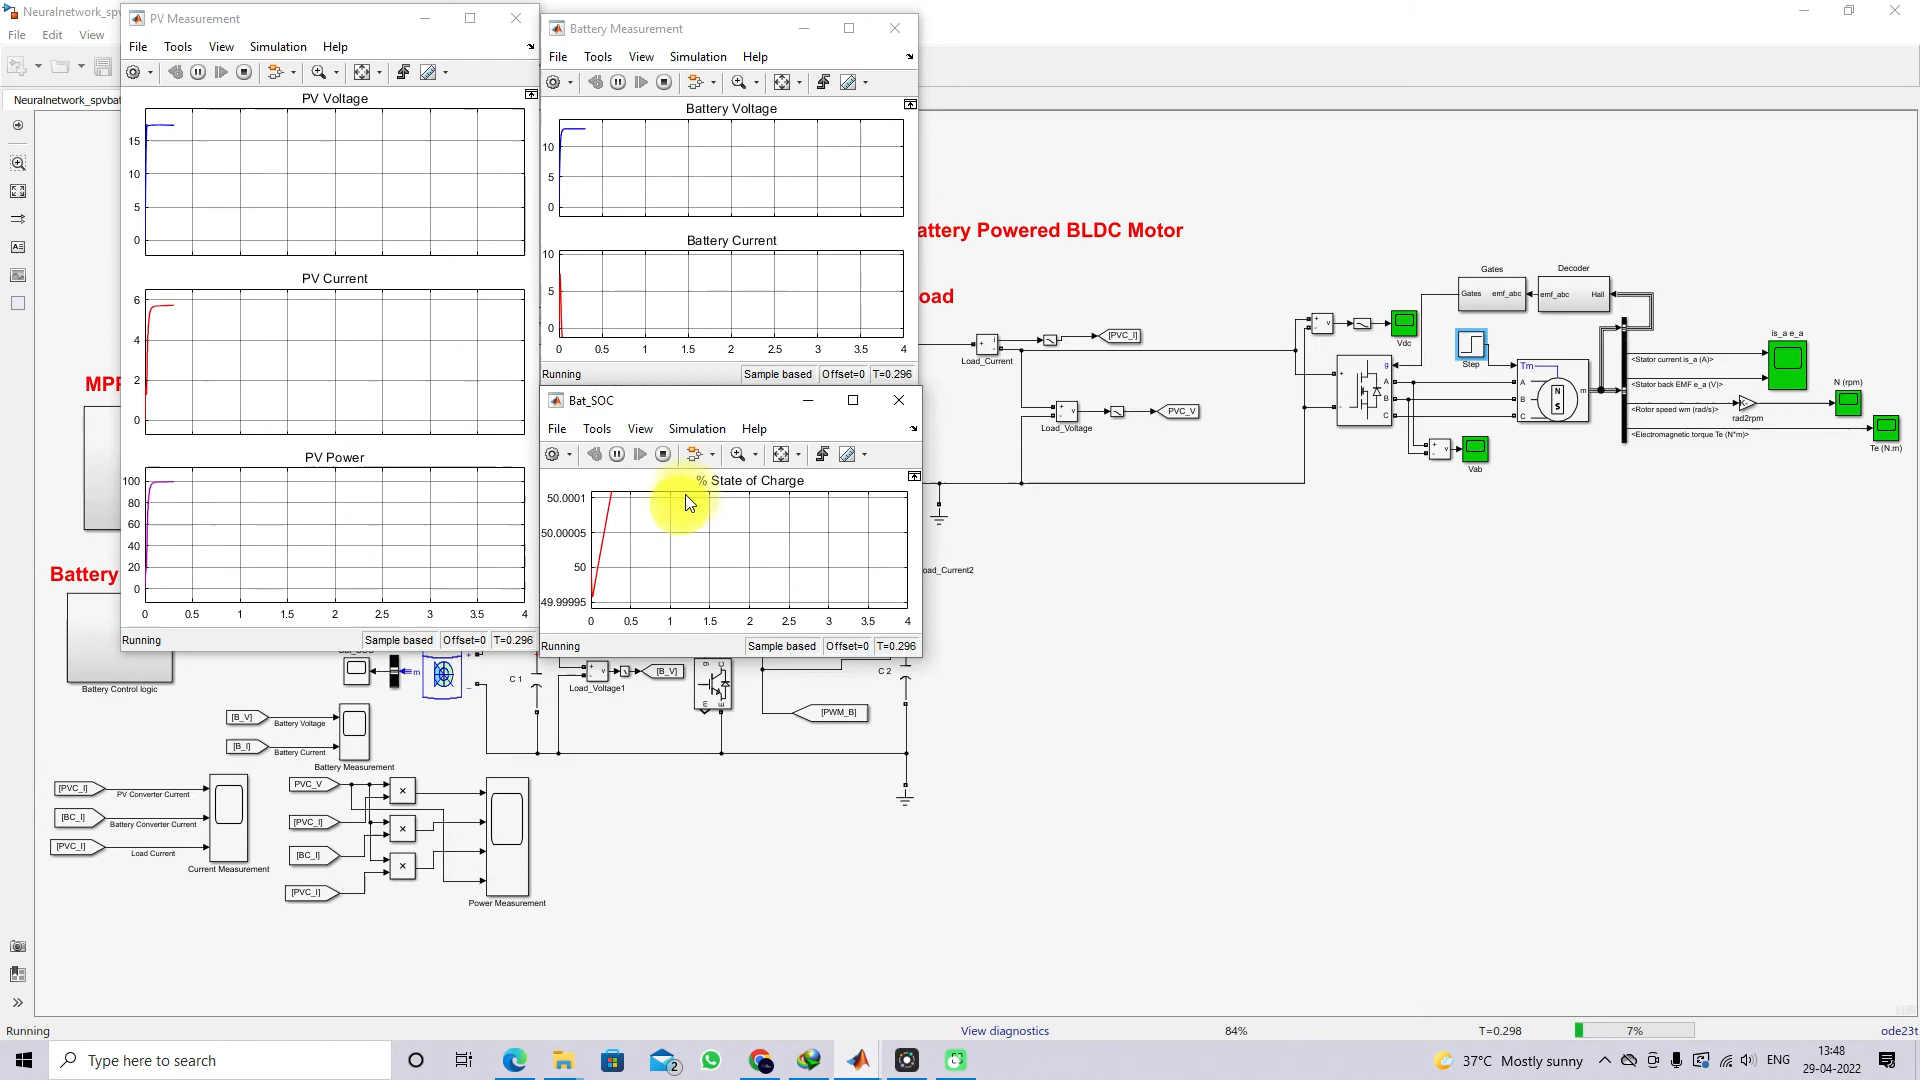 Neuralnetwork_spv
File Edit View
Neuralnetwork_spvbat
PV Measurement
File Tools View Simulation Help
PV Voltage
15
10
5
0
PV Current
6
4
2
0
PV Power
100
80
60
40
20
0
0 0.5 1 1.5 2 2.5 3 3.5 4
Running Sample based Offset=0 T=0.296
Battery Measurement
File Tools View Simulation Help
Battery Voltage
10
5
0
Battery Current
10
5
0
0 0.5 1 1.5 2 2.5 3 3.5 4
Running Sample based Offset=0 T=0.296
Bat_SOC
File Tools View Simulation Help
% State of Charge
50.0001
50.00005
50
49.99995
0 0.5 1 1.5 2 2.5 3 3.5 4
Running Sample based Offset=0 T=0.296
attery Powered BLDC Motor
oad
MPP
Battery
Battery Control logic
Load_Current
[PVC_I]
Load_Voltage
[PVC_V]
oad_Current2
Vdc
Gates
Gates emf_abc
Decoder
emf_abc Hall
Step
g
A
B
C
Tm
A
B
C
m
N
S
Vab
is_a e_a
<Stator current is_a (A)>
<Stator back EMF e_a (V)>
<Rotor speed wm (rad/s)>
<Electromagnetic torque Te (N*m)>
rad2rpm
N (rpm)
Te (N.m)
m
C 1
Load_Voltage1
[B_V]
[PWM_B]
C 2
[B_V] Battery Voltage
[B_I] Battery Current
Battery Measurement
[PVC_I] PV Converter Current
[BC_I] Battery Converter Current
[PVC_I] Load Current
Current Measurement
PVC_V
[PVC_I]
[BC_I]
[PVC_I]
Power Measurement
Running View diagnostics 84% T=0.298 7% ode23t
Type here to search
2
37°C Mostly sunny
ENG
13:48
29-04-2022